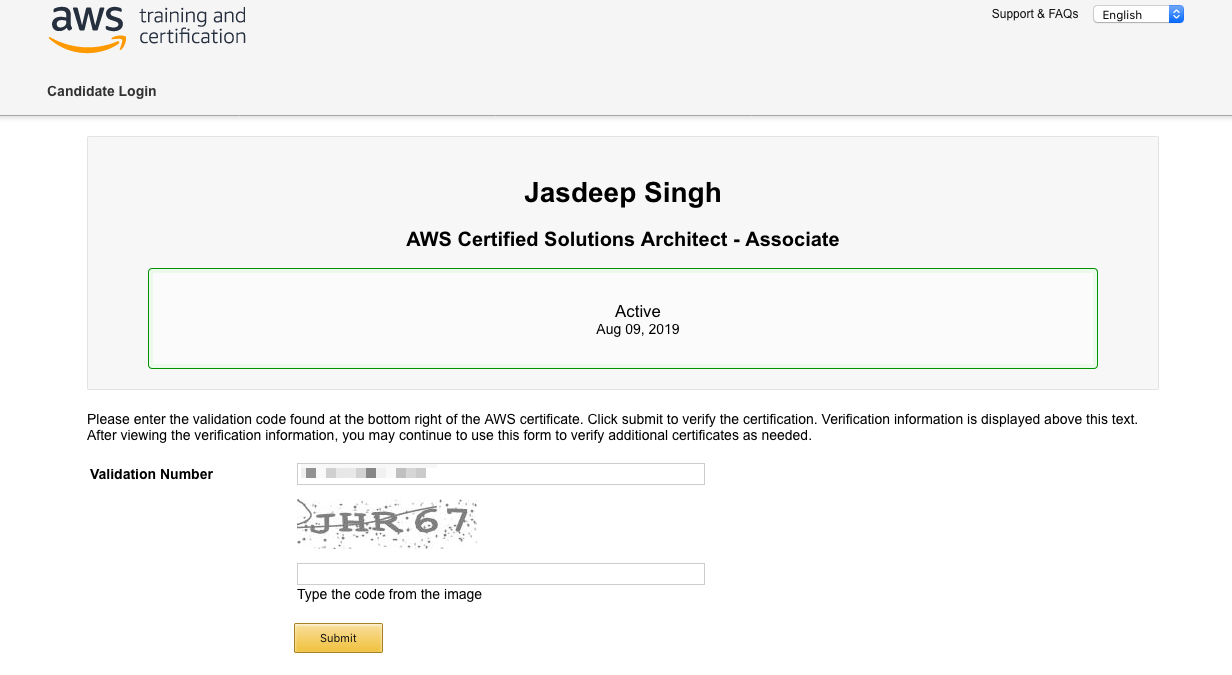 aws training and certification
Support & FAQs
English
Candidate Login
Jasdeep Singh
AWS Certified Solutions Architect - Associate
Active
Aug 09, 2019
Please enter the validation code found at the bottom right of the AWS certificate. Click submit to verify the certification. Verification information is displayed above this text.
After viewing the verification information, you may continue to use this form to verify additional certificates as needed.
Validation Number
JHR67
Type the code from the image
Submit